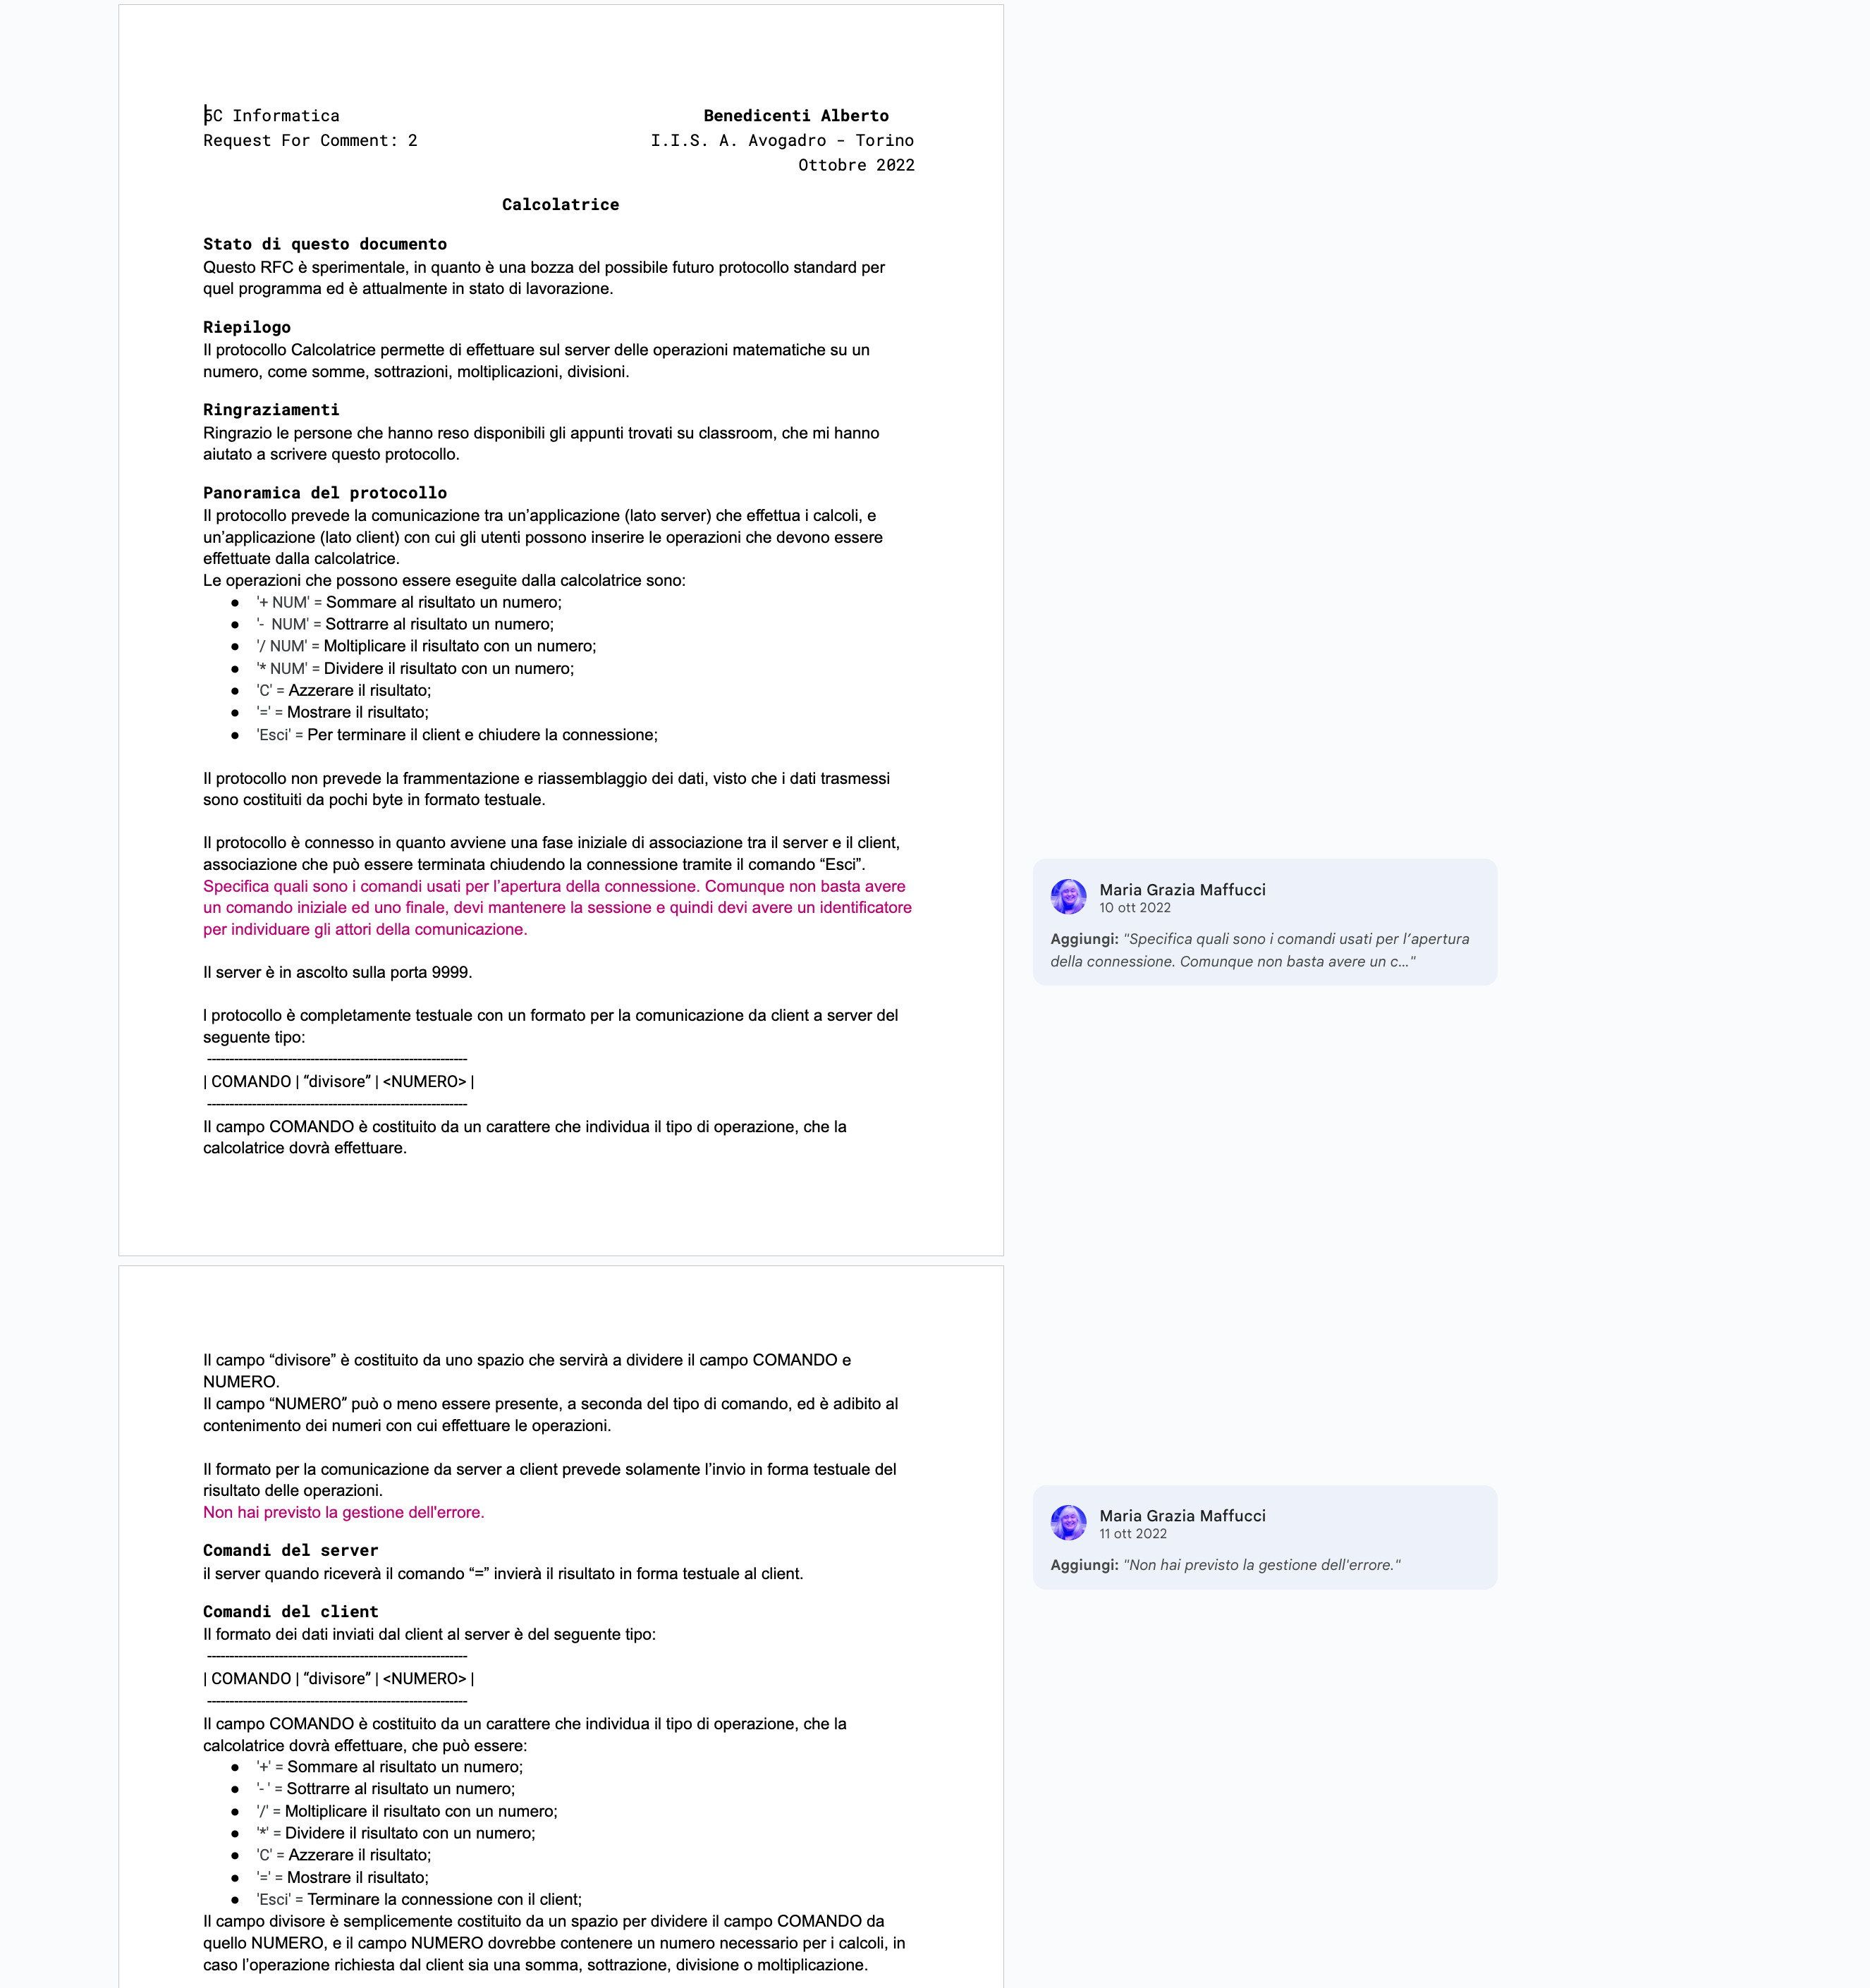 5C Informatica Benedicenti Alberto
Request For Comment: 2 I.I.S. A. Avogadro - Torino
Ottobre 2022
Calcolatrice
Stato di questo documento
Questo RFC è sperimentale, in quanto è una bozza del possibile futuro protocollo standard per
quel programma ed è attualmente in stato di lavorazione.
Riepilogo
Il protocollo Calcolatrice permette di effettuare sul server delle operazioni matematiche su un
numero, come somme, sottrazioni, moltiplicazioni, divisioni.
Ringraziamenti
Ringrazio le persone che hanno reso disponibili gli appunti trovati su classroom, che mi hanno
aiutato a scrivere questo protocollo.
Panoramica del protocollo
Il protocollo prevede la comunicazione tra un'applicazione (lato server) che effettua i calcoli, e
un'applicazione (lato client) con cui gli utenti possono inserire le operazioni che devono essere
effettuate dalla calcolatrice.
Le operazioni che possono essere eseguite dalla calcolatrice sono:
● '+ NUM' = Sommare al risultato un numero;
● '- NUM' = Sottrarre al risultato un numero;
● '/ NUM' = Moltiplicare il risultato con un numero;
● '* NUM' = Dividere il risultato con un numero;
● 'C' = Azzerare il risultato;
● '=' = Mostrare il risultato;
● 'Esci' = Per terminare il client e chiudere la connessione;
Il protocollo non prevede la frammentazione e riassemblaggio dei dati, visto che i dati trasmessi
sono costituiti da pochi byte in formato testuale.
Il protocollo è connesso in quanto avviene una fase iniziale di associazione tra il server e il client,
associazione che può essere terminata chiudendo la connessione tramite il comando “Esci”.
Specifica quali sono i comandi usati per l'apertura della connessione. Comunque non basta avere
un comando iniziale ed uno finale, devi mantenere la sessione e quindi devi avere un identificatore
per individuare gli attori della comunicazione.
Maria Grazia Maffucci
10 ott 2022
Aggiungi: "Specifica quali sono i comandi usati per l'apertura
della connessione. Comunque non basta avere un c..."
Il server è in ascolto sulla porta 9999.
l protocollo è completamente testuale con un formato per la comunicazione da client a server del
seguente tipo:
----------------------------------------------------------
| COMANDO | “divisore” | <NUMERO> |
----------------------------------------------------------
Il campo COMANDO è costituito da un carattere che individua il tipo di operazione, che la
calcolatrice dovrà effettuare.
Il campo “divisore” è costituito da uno spazio che servirà a dividere il campo COMANDO e
NUMERO.
Il campo “NUMERO” può o meno essere presente, a seconda del tipo di comando, ed è adibito al
contenimento dei numeri con cui effettuare le operazioni.
Il formato per la comunicazione da server a client prevede solamente l'invio in forma testuale del
risultato delle operazioni.
Non hai previsto la gestione dell'errore.
Maria Grazia Maffucci
11 ott 2022
Aggiungi: "Non hai previsto la gestione dell'errore."
Comandi del server
il server quando riceverà il comando “=” invierà il risultato in forma testuale al client.
Comandi del client
Il formato dei dati inviati dal client al server è del seguente tipo:
----------------------------------------------------------
| COMANDO | “divisore” | <NUMERO> |
----------------------------------------------------------
Il campo COMANDO è costituito da un carattere che individua il tipo di operazione, che la
calcolatrice dovrà effettuare, che può essere:
● '+' = Sommare al risultato un numero;
● '- ' = Sottrarre al risultato un numero;
● '/' = Moltiplicare il risultato con un numero;
● '*' = Dividere il risultato con un numero;
● 'C' = Azzerare il risultato;
● '=' = Mostrare il risultato;
● 'Esci' = Terminare la connessione con il client;
Il campo divisore è semplicemente costituito da un spazio per dividere il campo COMANDO da
quello NUMERO, e il campo NUMERO dovrebbe contenere un numero necessario per i calcoli, in
caso l'operazione richiesta dal client sia una somma, sottrazione, divisione o moltiplicazione.